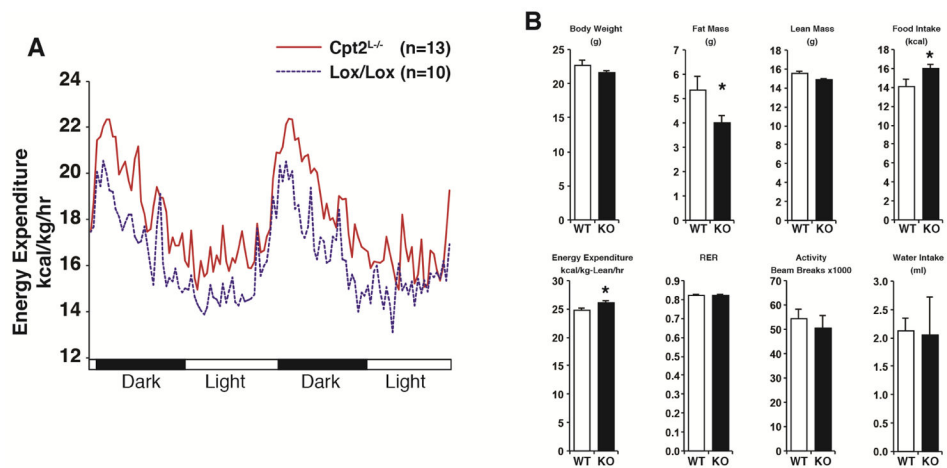 A
Cpt2L-/- (n=13)
Lox/Lox (n=10)
Energy Expenditure
kcal/kg/hr
24
22
20
18
16
14
12
Dark Light Dark Light
B
Body Weight
(g)
25
20
15
10
5
0
WT KO
Fat Mass
(g)
7
6
5
4
3
2
1
0
*
WT KO
Lean Mass
(g)
18
16
14
12
10
8
6
4
2
0
WT KO
Food Intake
(kcal)
18
16
14
12
10
8
6
4
2
0
*
WT KO
Energy Expenditure
kcal/kg-Lean/hr
30
25
20
15
10
5
0
*
WT KO
RER
0.9
0.8
0.7
0.6
0.5
0.4
0.3
0.2
0.1
0.0
WT KO
Activity
Beam Breaks x1000
70
60
50
40
30
20
10
0
WT KO
Water Intake
(ml)
3.0
2.5
2.0
1.5
1.0
0.5
0.0
WT KO